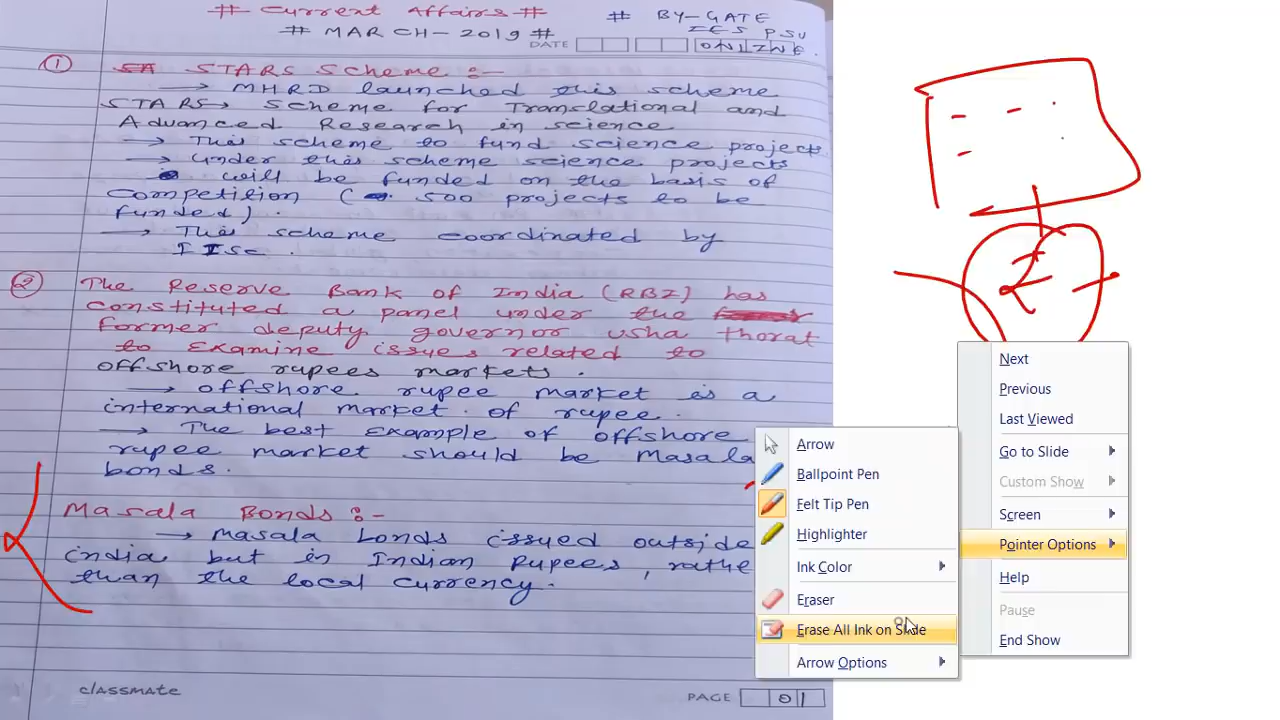 # Current Affairs #
# MARCH-2019 #
# BY-GATE
IES PSU
DATE
ONLINE
① STARS Scheme :-
→ MHRD launched this scheme
STARS → Scheme for Translational and
Advanced Research in science
→ This scheme to fund science projects
→ under this scheme science projects
will be funded on the basis of
Competition ( 500 projects to be
funded) .
→ This scheme coordinated by
IISc .
② The Reserve Bank of India (RBI) has
constituted a panel under the
former deputy governor usha thorat
to Examine issues related to
offshore rupees markets .
→ offshore rupee market is a
international market of rupee .
→ The best Example of offshore
rupee market should be Masala
bonds .
Masala Bonds :-
→ Masala bonds issued outside
india but in Indian Rupees , rathe
than the local currency .
classmate
PAGE 01
₹
Next
Previous
Last Viewed
Go to Slide
Custom Show
Screen
Pointer Options
Help
Pause
End Show
Arrow
Ballpoint Pen
Felt Tip Pen
Highlighter
Ink Color
Eraser
Erase All Ink on Slide
Arrow Options